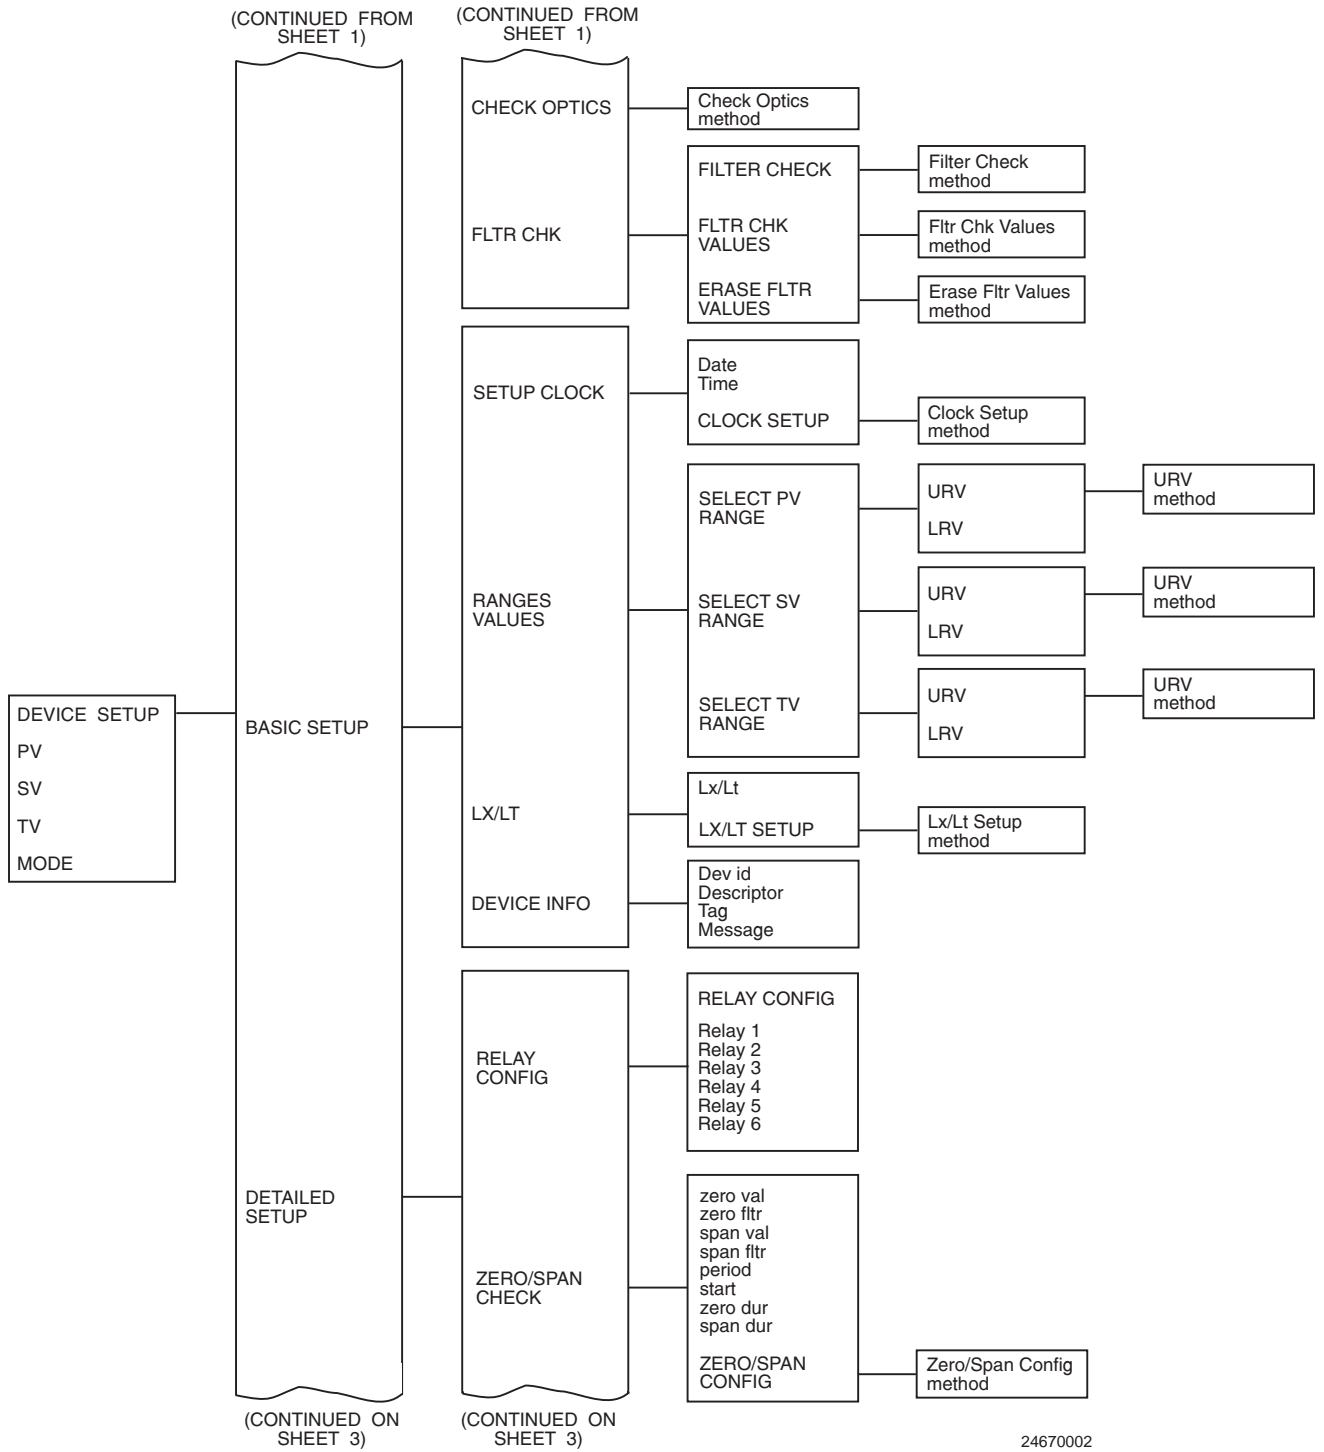 (CONTINUED FROM
SHEET 1)
(CONTINUED FROM
SHEET 1)
DEVICE SETUP
PV
SV
TV
MODE
BASIC SETUP
DETAILED
SETUP
(CONTINUED ON
SHEET 3)
CHECK OPTICS
FLTR CHK
SETUP CLOCK
RANGES
VALUES
LX/LT
DEVICE INFO
RELAY
CONFIG
ZERO/SPAN
CHECK
(CONTINUED ON
SHEET 3)
Check Optics
method
FILTER CHECK
FLTR CHK
VALUES
ERASE FLTR
VALUES
Filter Check
method
Fltr Chk Values
method
Erase Fltr Values
method
Date
Time
CLOCK SETUP
Clock Setup
method
SELECT PV
RANGE
SELECT SV
RANGE
SELECT TV
RANGE
URV
LRV
URV
method
URV
LRV
URV
method
URV
LRV
URV
method
Lx/Lt
LX/LT SETUP
Lx/Lt Setup
method
Dev id
Descriptor
Tag
Message
RELAY CONFIG
Relay 1
Relay 2
Relay 3
Relay 4
Relay 5
Relay 6
zero val
zero fltr
span val
span fltr
period
start
zero dur
span dur
ZERO/SPAN
CONFIG
Zero/Span Config
method
24670002